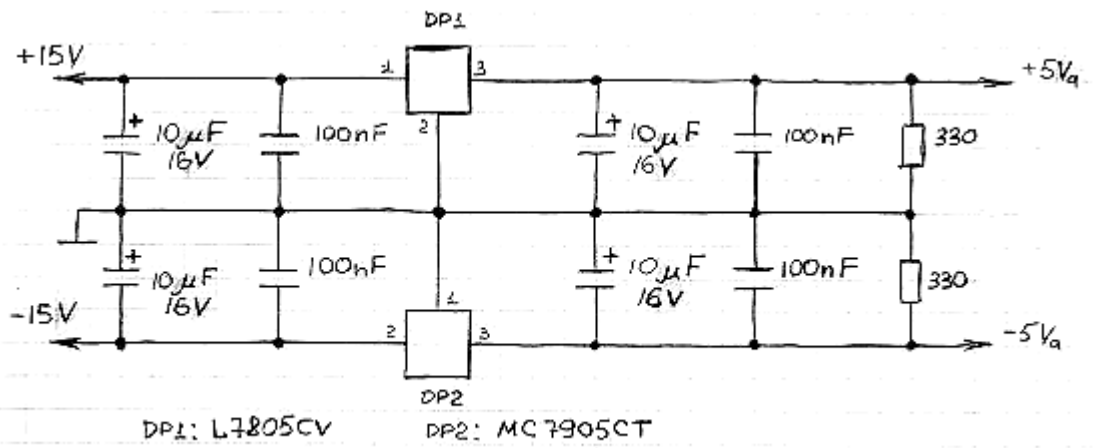 DP1
+15V
1
3
+5Va
2
+
10μF
16V
100nF
+
10μF
16V
100nF
330
+
10μF
16V
100nF
+
10μF
16V
100nF
330
1
-15V
2
3
-5Va
DP2
DP1: L7805CV DP2: MC7905CT